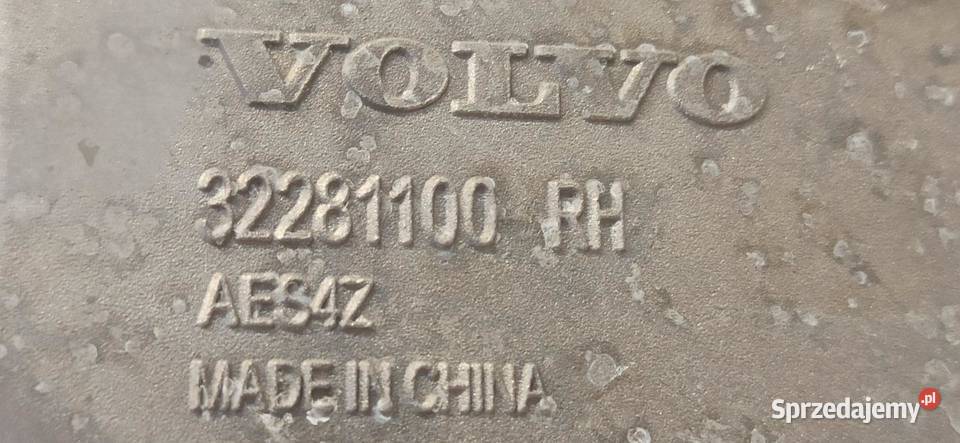 VOLVO
32281100 RH
AES4Z
MADE IN CHINA
Sprzedajemy.pl